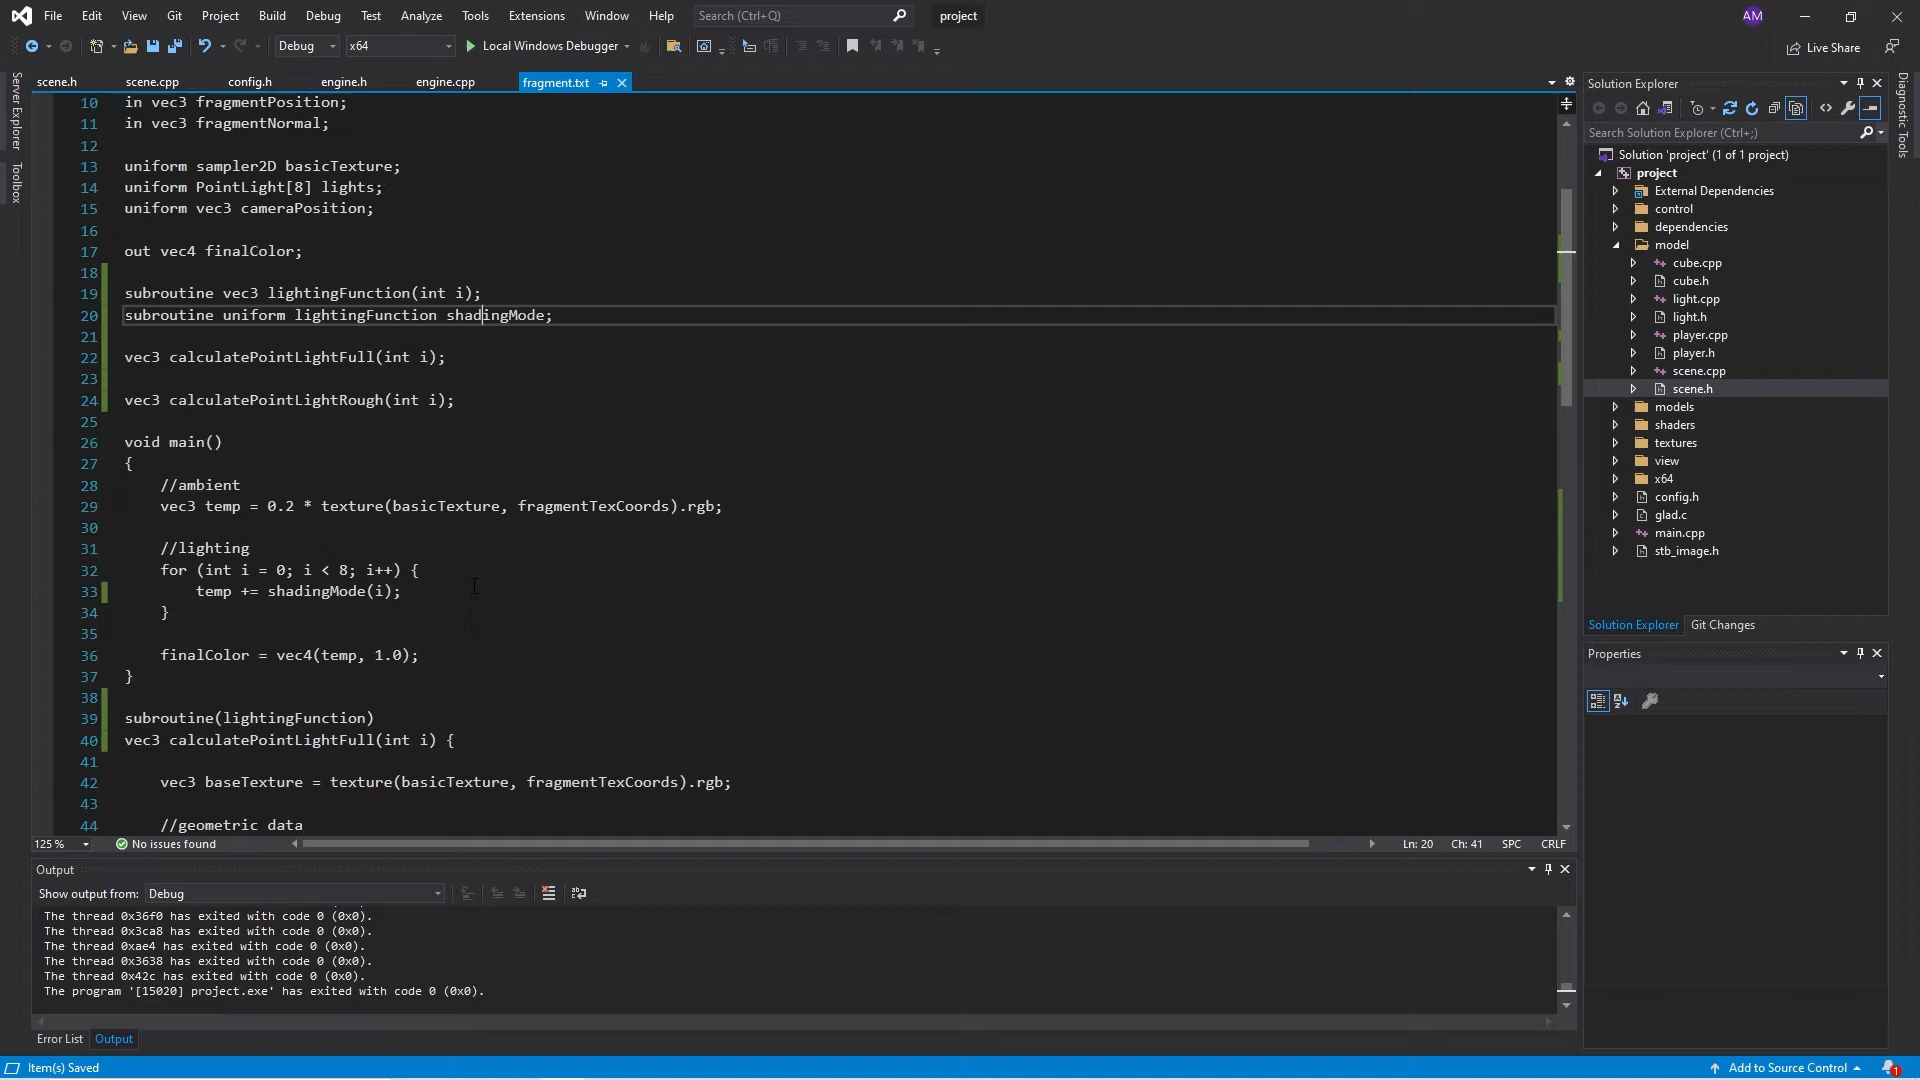 File Edit View Git Project Build Debug Test Analyze Tools Extensions Window Help Search (Ctrl+Q) project AM
Debug x64 Local Windows Debugger Live Share
scene.h scene.cpp config.h engine.h engine.cpp fragment.txt
Server Explorer
Toolbox
10 in vec3 fragmentPosition;
11 in vec3 fragmentNormal;
12
13 uniform sampler2D basicTexture;
14 uniform PointLight[8] lights;
15 uniform vec3 cameraPosition;
16
17 out vec4 finalColor;
18
19 subroutine vec3 lightingFunction(int i);
20 subroutine uniform lightingFunction shadingMode;
21
22 vec3 calculatePointLightFull(int i);
23
24 vec3 calculatePointLightRough(int i);
25
26 void main()
27 {
28 //ambient
29 vec3 temp = 0.2 * texture(basicTexture, fragmentTexCoords).rgb;
30
31 //lighting
32 for (int i = 0; i < 8; i++) {
33 temp += shadingMode(i);
34 }
35
36 finalColor = vec4(temp, 1.0);
37 }
38
39 subroutine(lightingFunction)
40 vec3 calculatePointLightFull(int i) {
41
42 vec3 baseTexture = texture(basicTexture, fragmentTexCoords).rgb;
43
44 //geometric data
125 % No issues found Ln: 20 Ch: 41 SPC CRLF
Output
Show output from: Debug
The thread 0x36f0 has exited with code 0 (0x0).
The thread 0x3ca8 has exited with code 0 (0x0).
The thread 0xae4 has exited with code 0 (0x0).
The thread 0x3638 has exited with code 0 (0x0).
The thread 0x42c has exited with code 0 (0x0).
The program '[15020] project.exe' has exited with code 0 (0x0).
Error List Output
Item(s) Saved
Solution Explorer
Search Solution Explorer (Ctrl+;)
Solution 'project' (1 of 1 project)
project
External Dependencies
control
dependencies
model
cube.cpp
cube.h
light.cpp
light.h
player.cpp
player.h
scene.cpp
scene.h
models
shaders
textures
view
x64
config.h
glad.c
main.cpp
stb_image.h
Solution Explorer Git Changes
Properties
Diagnostic Tools
Add to Source Control 1